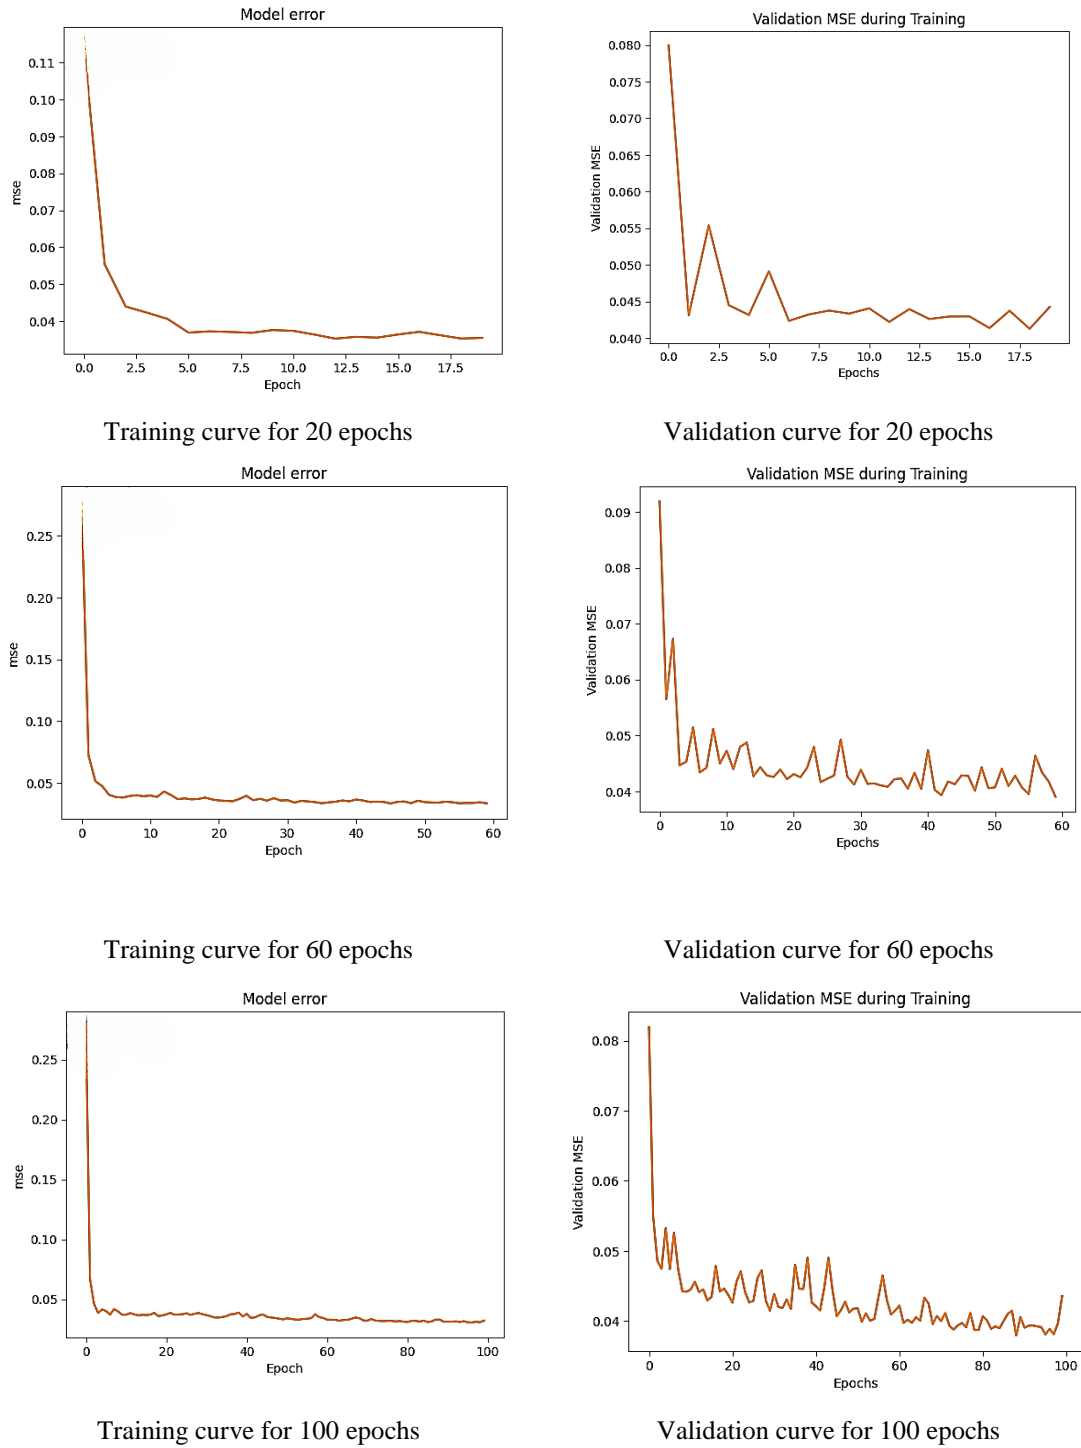 Model error
0.11
0.10
0.09
0.08
0.07
0.06
0.05
0.04
mse
0.0 2.5 5.0 7.5 10.0 12.5 15.0 17.5
Epoch
Validation MSE during Training
0.080
0.075
0.070
0.065
0.060
0.055
0.050
0.045
0.040
Validation MSE
0.0 2.5 5.0 7.5 10.0 12.5 15.0 17.5
Epochs
Training curve for 20 epochs
Validation curve for 20 epochs
Model error
0.25
0.20
0.15
0.10
0.05
mse
0 10 20 30 40 50 60
Epoch
Validation MSE during Training
0.09
0.08
0.07
0.06
0.05
0.04
Validation MSE
0 10 20 30 40 50 60
Epochs
Training curve for 60 epochs
Validation curve for 60 epochs
Model error
0.25
0.20
0.15
0.10
0.05
mse
0 20 40 60 80 100
Epoch
Validation MSE during Training
0.08
0.07
0.06
0.05
0.04
Validation MSE
0 20 40 60 80 100
Epochs
Training curve for 100 epochs
Validation curve for 100 epochs